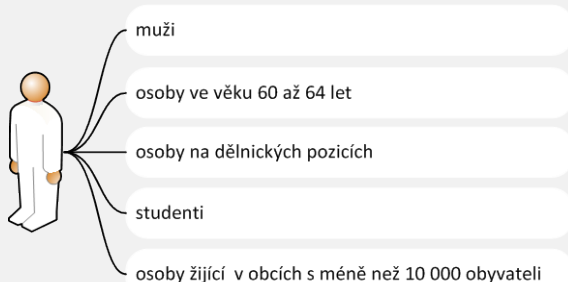 muži
osoby ve věku 60 až 64 let
osoby na dělnických pozicích
studenti
osoby žijící  v obcích s méně než 10 000 obyvateli